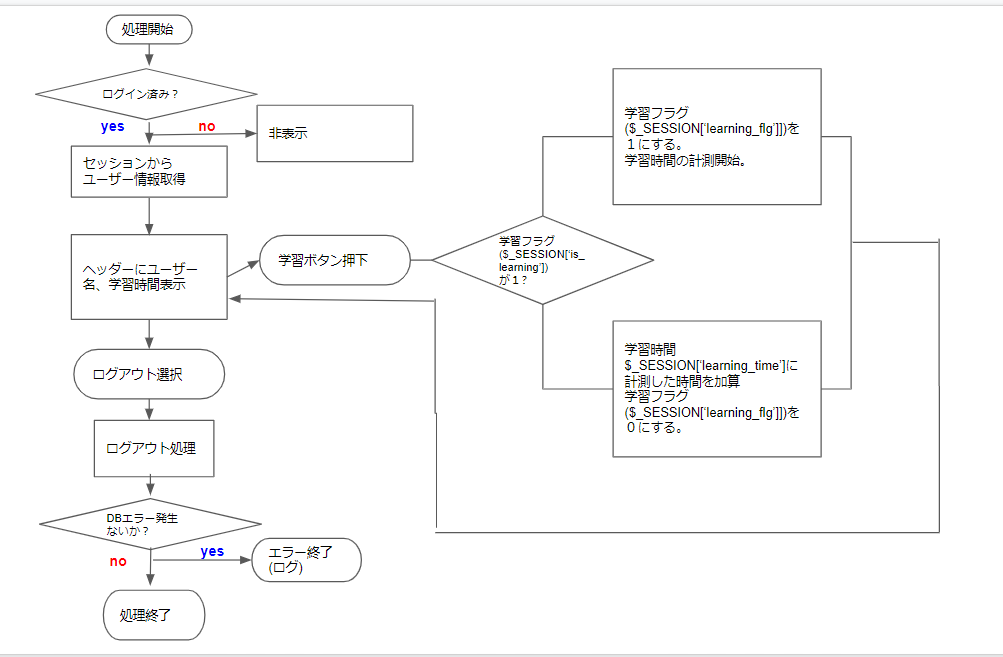 処理開始
ログイン済み？
yes
no
非表示
セッションから
ユーザー情報取得
ヘッダーにユーザー
名、学習時間表示
学習ボタン押下
学習フラグ
($_SESSION['is_
learning'])
が１?
学習フラグ
($_SESSION['learning_flg']])を
１にする。
学習時間の計測開始。
学習時間
$_SESSION['learning_time']に
計測した時間を加算
学習フラグ
($_SESSION['learning_flg']])を
０にする。
ログアウト選択
ログアウト処理
DBエラー発生
ないか？
yes
no
エラー終了
(ログ)
処理終了